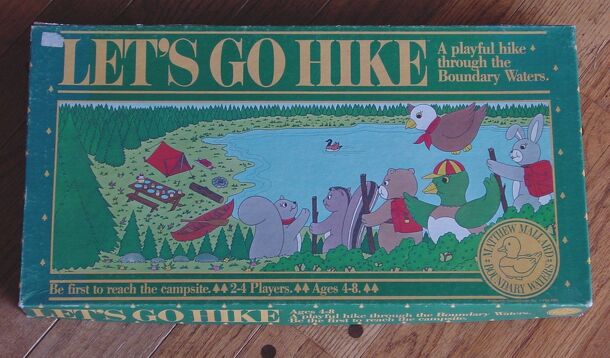 LET'S GO HIKE
A playful hike
through the
Boundary Waters.
MATTHEW MALLARD
BOUNDARY WATERS
Be first to reach the campsite. 2-4 Players. Ages 4-8.
LET'S GO HIKE
Ages 4-8
A playful hike through the Boundary Waters.
Be the first to reach the campsite.